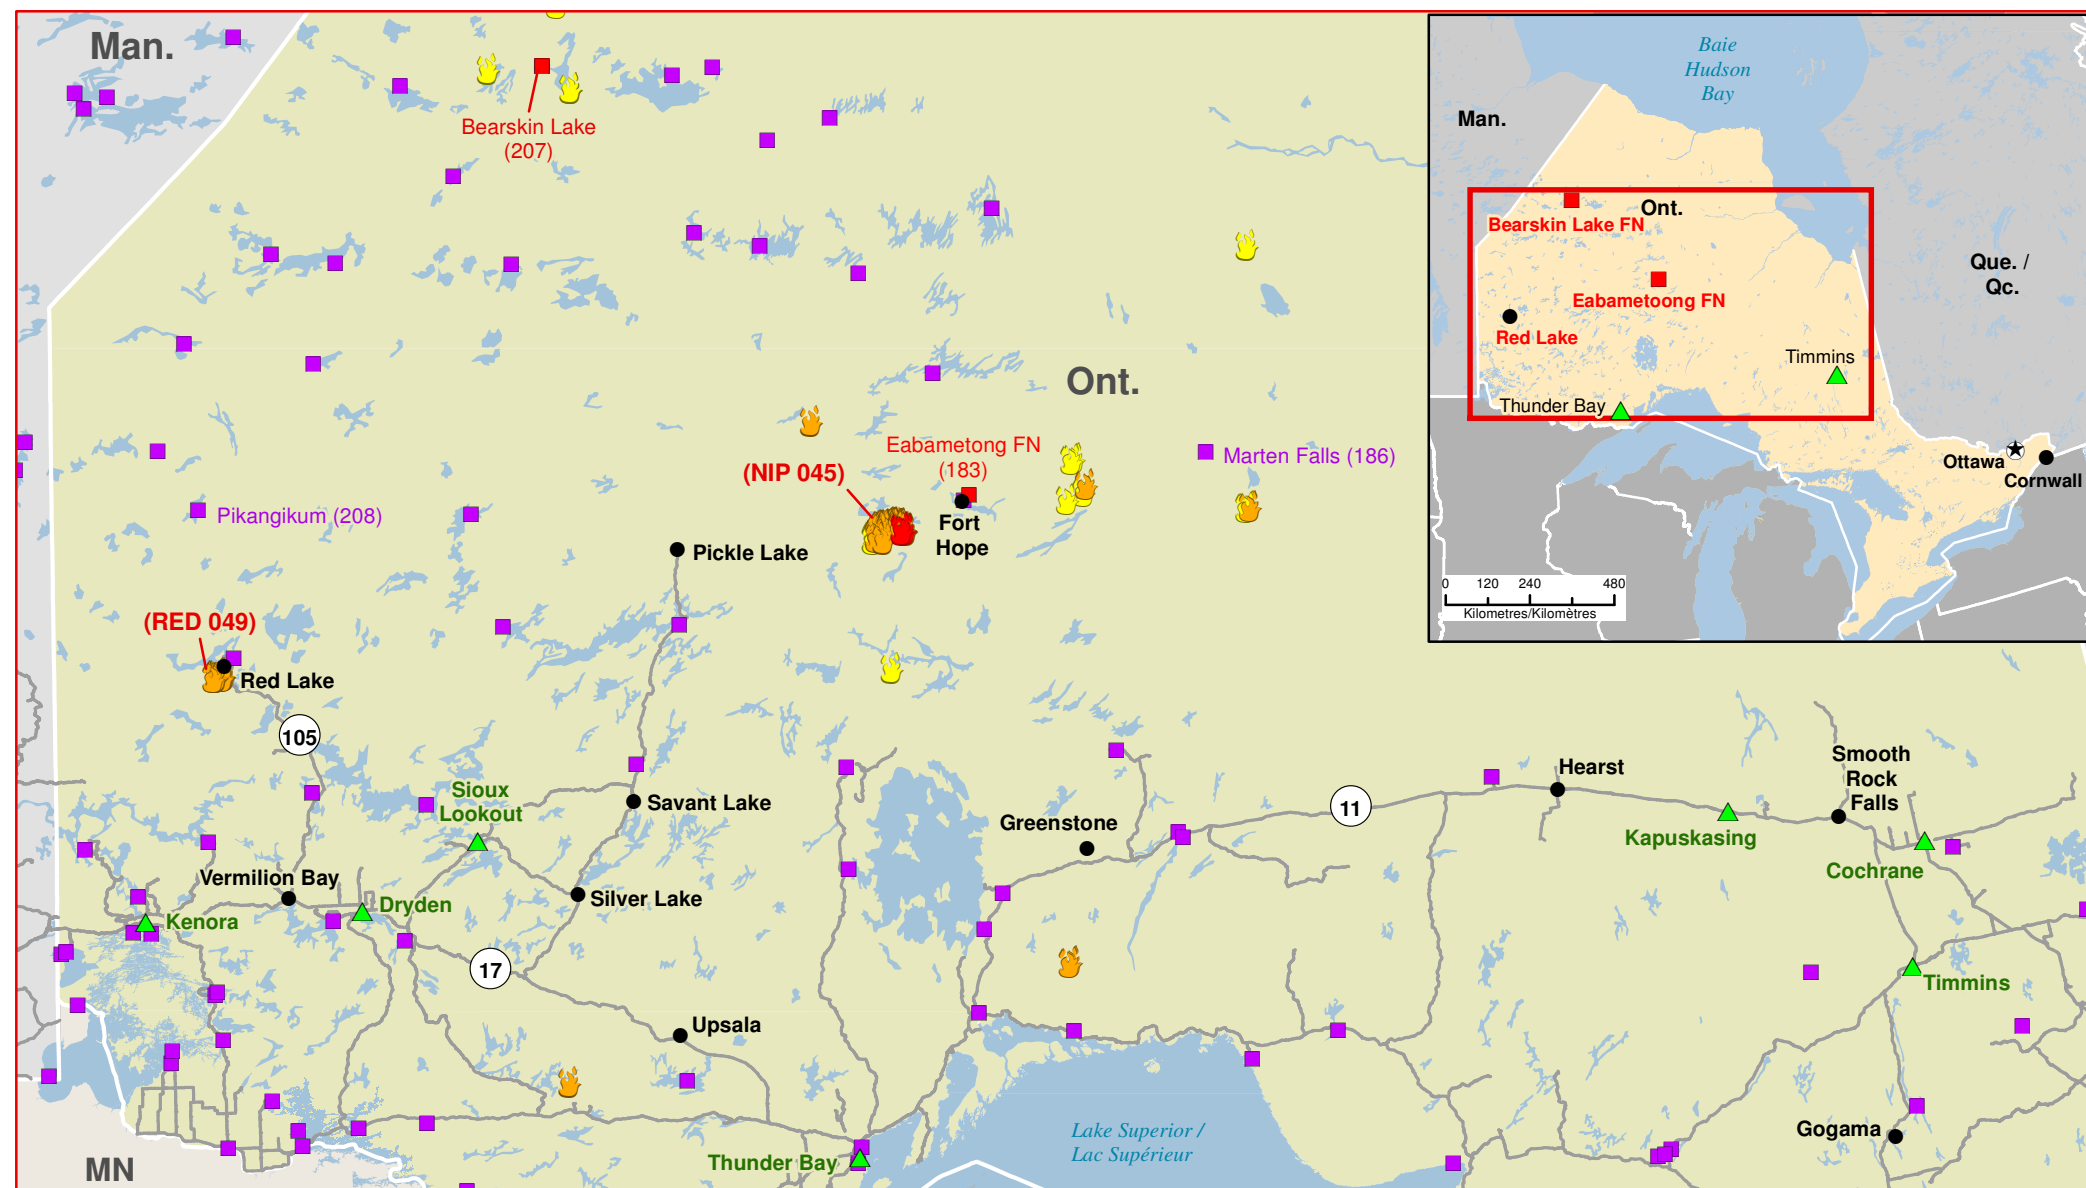 Man.
Bearskin Lake
(207)
Ont.
Eabametong FN
(183)
(NIP 045)
Fort
Hope
Marten Falls (186)
Pikangikum (208)
Pickle Lake
(RED 049)
Red Lake
105
Sioux
Lookout
Savant Lake
Greenstone
11
Hearst
Smooth
Rock
Falls
Kapuskasing
Cochrane
Vermilion Bay
Dryden
Silver Lake
Kenora
17
Timmins
Upsala
Gogama
Lake Superior /
Lac Supérieur
Thunder Bay
MN
Baie
Hudson
Bay
Man.
Ont.
Bearskin Lake FN
Que. /
Qc.
Eabametoong FN
Red Lake
Timmins
Thunder Bay
Ottawa
Cornwall
0 120 240 480
Kilometres/Kilomètres